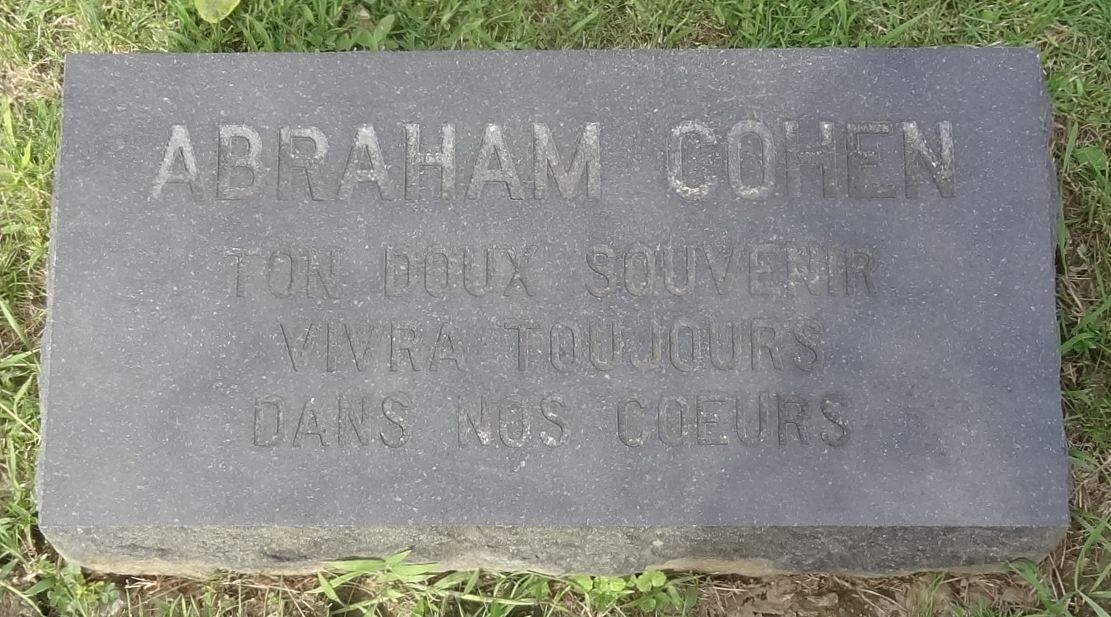 ABRAHAM COHEN
TON DOUX SOUVENIR
VIVRA TOUJOURS
DANS NOS COEURS